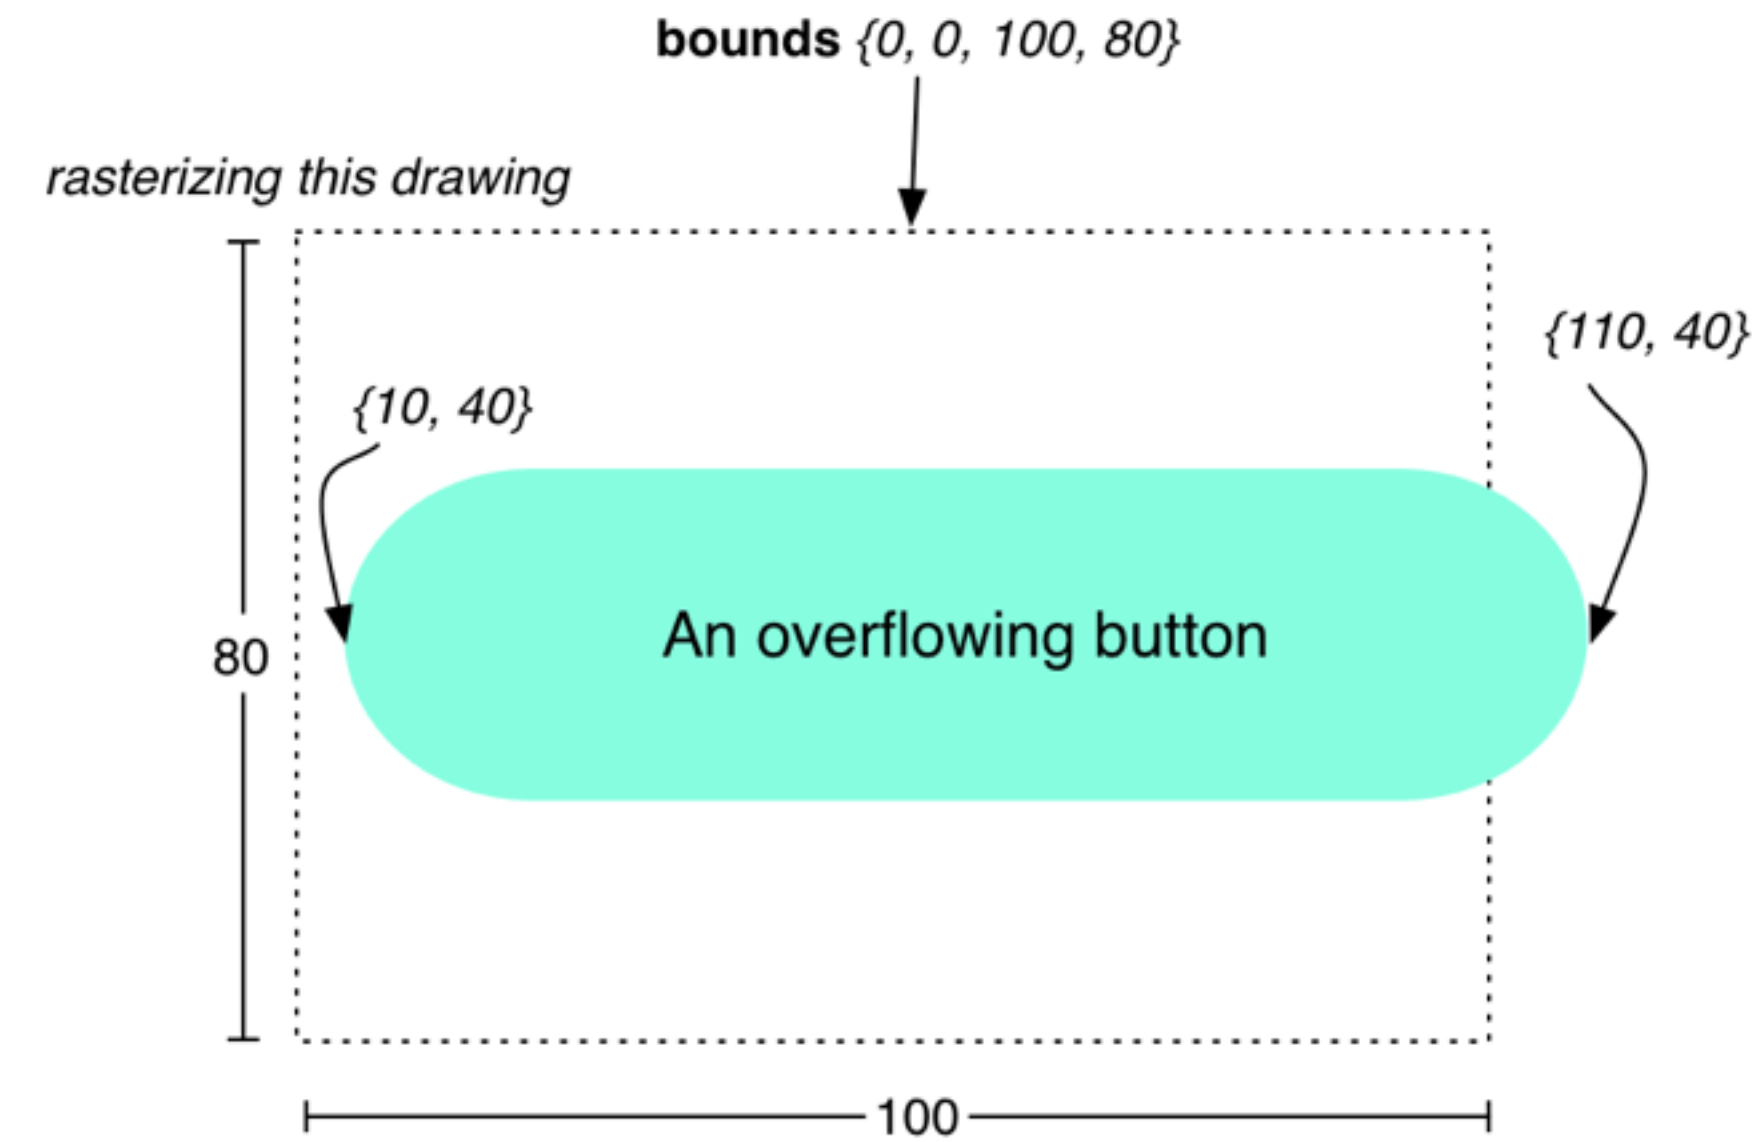 bounds {0, 0, 100, 80}
rasterizing this drawing
{110, 40}
{10, 40}
An overflowing button
80
100